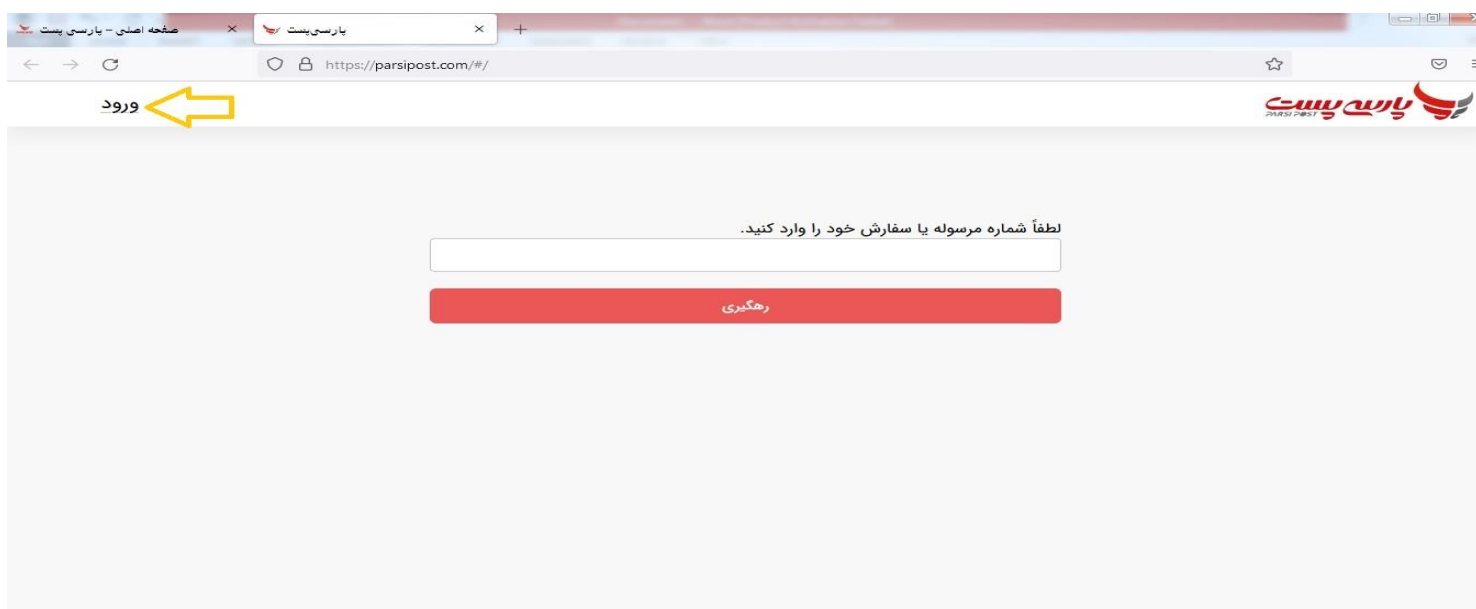 صفحه اصلی – پارسی پست
پارسی‌پست
https://parsipost.com/#/
ورود
پارسی پست
PARSI POST
لطفاً شماره مرسوله یا سفارش خود را وارد کنید.
رهگیری